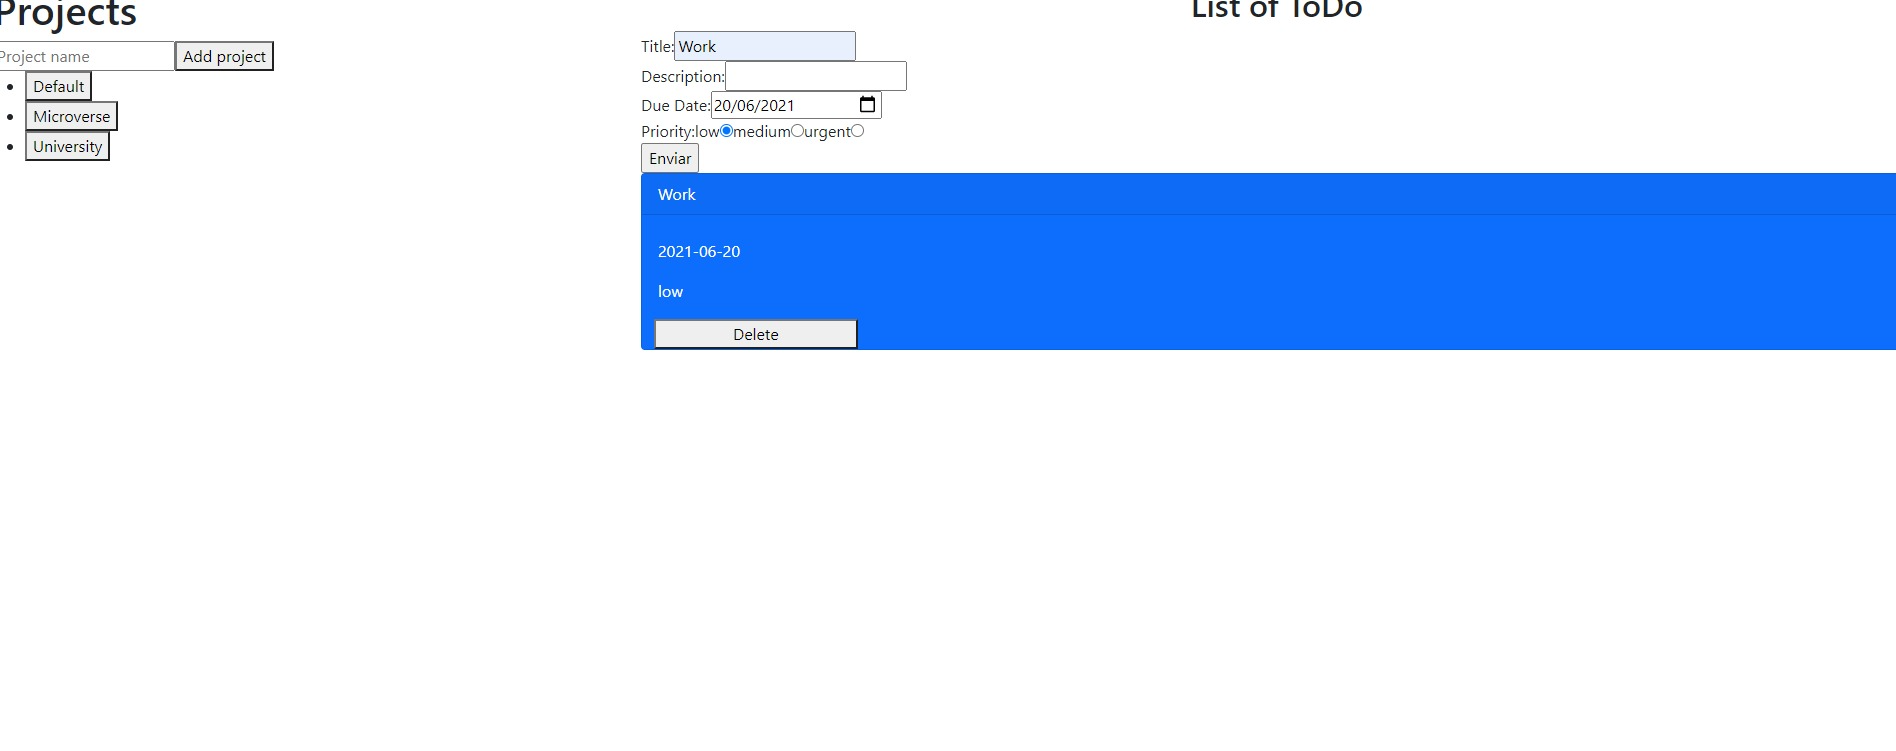 Projects
Project name Add project
Default
Microverse
University
List of ToDo
Title: Work
Description:
Due Date: 20/06/2021
Priority: low medium urgent
Enviar
Work
2021-06-20
low
Delete